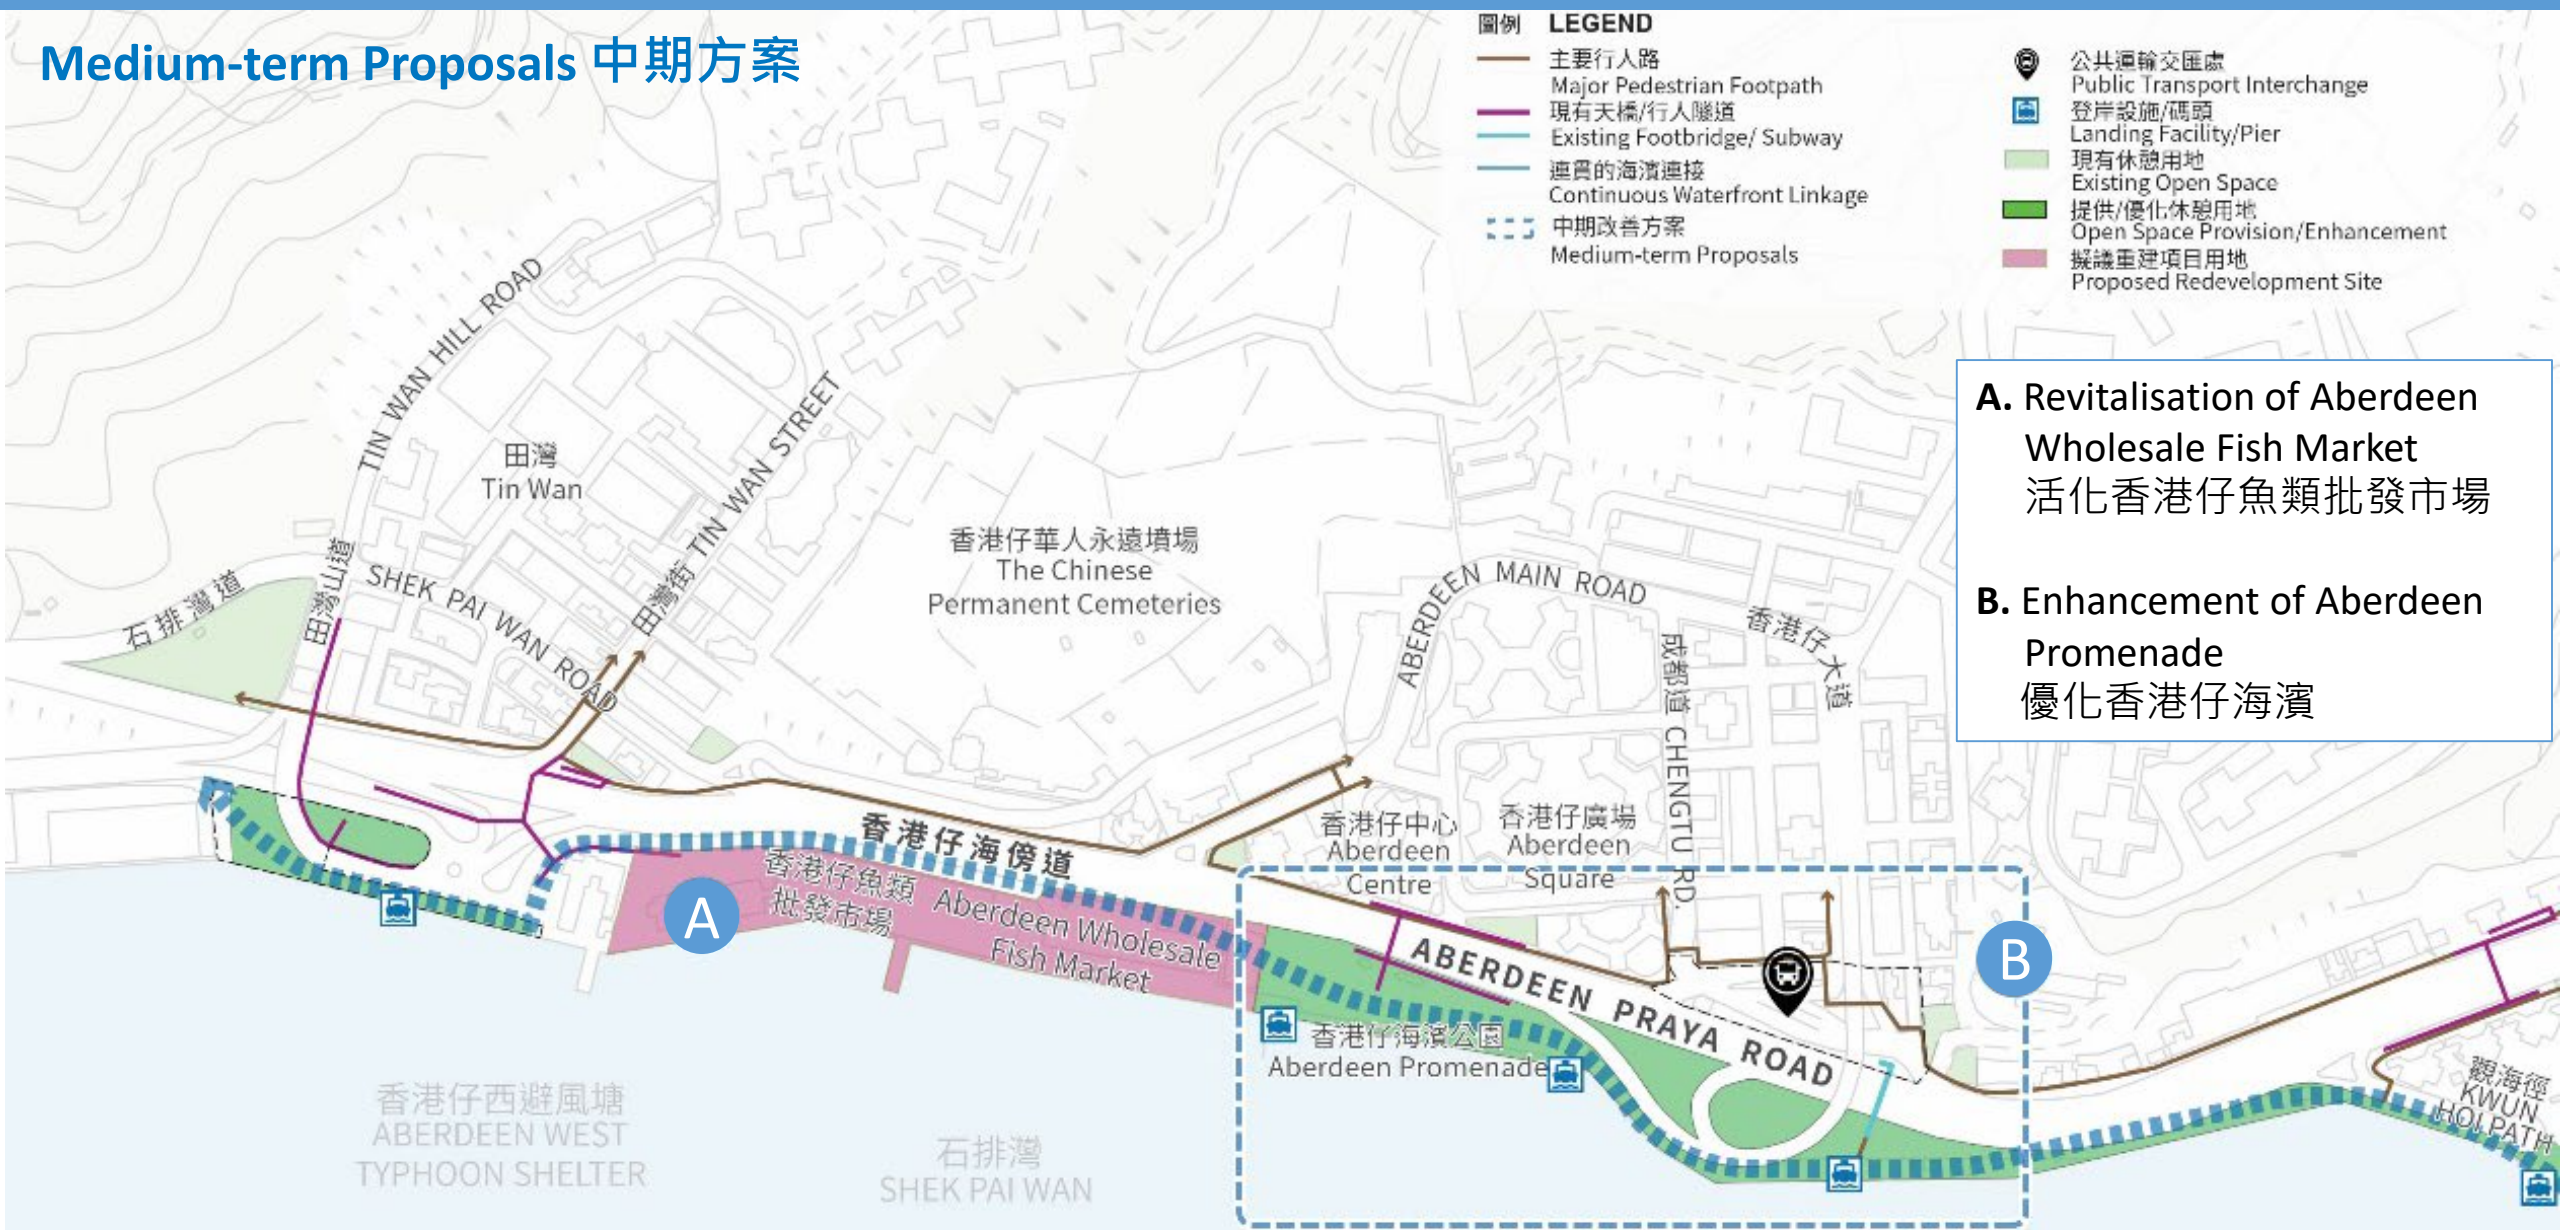 Medium-term Proposals 中期方案
圖例 LEGEND
主要行人路
Major Pedestrian Footpath
現有天橋/行人隧道
Existing Footbridge/ Subway
連貫的海濱連接
Continuous Waterfront Linkage
中期改善方案
Medium-term Proposals
公共運輸交匯處
Public Transport Interchange
登岸設施/碼頭
Landing Facility/Pier
現有休憩用地
Existing Open Space
提供/優化休憩用地
Open Space Provision/Enhancement
擬議重建項目用地
Proposed Redevelopment Site
A. Revitalisation of Aberdeen
Wholesale Fish Market
活化香港仔魚類批發市場
B. Enhancement of Aberdeen
Promenade
優化香港仔海濱
TIN WAN HILL ROAD
田灣山道
田灣
Tin Wan
田灣街 TIN WAN STREET
石排灣道
SHEK PAI WAN ROAD
香港仔華人永遠墳場
The Chinese
Permanent Cemeteries
ABERDEEN MAIN ROAD
香港仔大道
成都道 CHENGTU RD.
香港仔中心
Aberdeen
Centre
香港仔廣場
Aberdeen
Square
香港仔海傍道
A
香港仔魚類
批發市場
Aberdeen Wholesale
Fish Market
ABERDEEN PRAYA ROAD
B
香港仔海濱公園
Aberdeen Promenade
觀海徑
KWUN
HOI PATH
香港仔西避風塘
ABERDEEN WEST
TYPHOON SHELTER
石排灣
SHEK PAI WAN